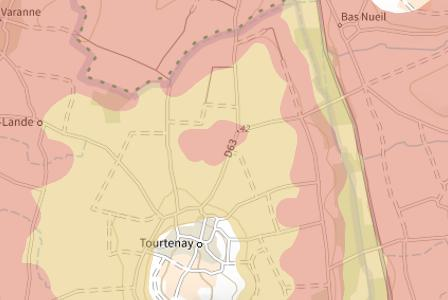 Varanne
Bas Nueil
-Lande
42
D63
Tourtenay